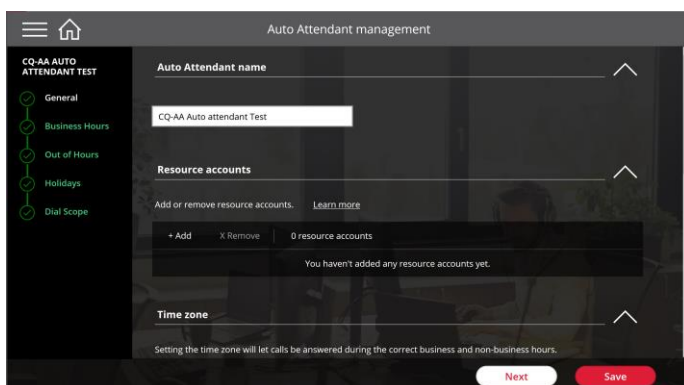 Auto Attendant management
CQ-AA AUTO
ATTENDANT TEST
General
Business Hours
Out of Hours
Holidays
Dial Scope
Auto Attendant name
CQ-AA Auto attendant Test
Resource accounts
Add or remove resource accounts. Learn more
+ Add X Remove 0 resource accounts
You haven't added any resource accounts yet.
Time zone
Setting the time zone will let calls be answered during the correct business and non-business hours.
Next Save